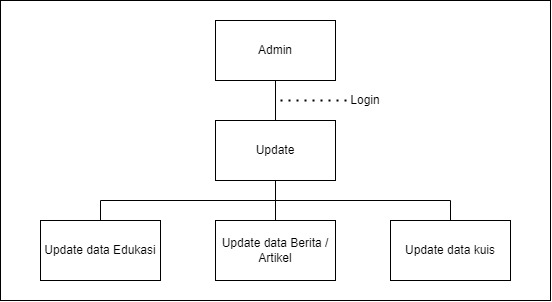 Admin
Login
Update
Update data Edukasi
Update data Berita /
Artikel
Update data kuis